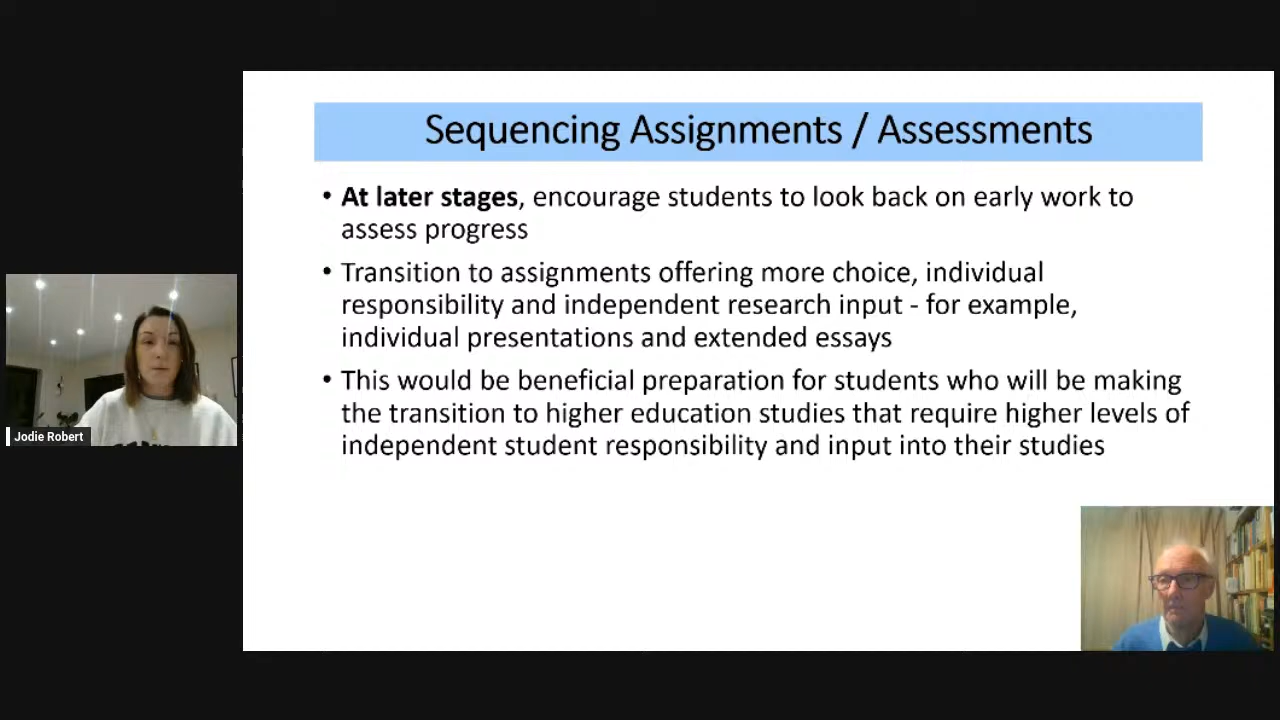 Sequencing Assignments / Assessments
• At later stages, encourage students to look back on early work to
assess progress
• Transition to assignments offering more choice, individual
responsibility and independent research input - for example,
individual presentations and extended essays
• This would be beneficial preparation for students who will be making
the transition to higher education studies that require higher levels of
independent student responsibility and input into their studies
Jodie Robert